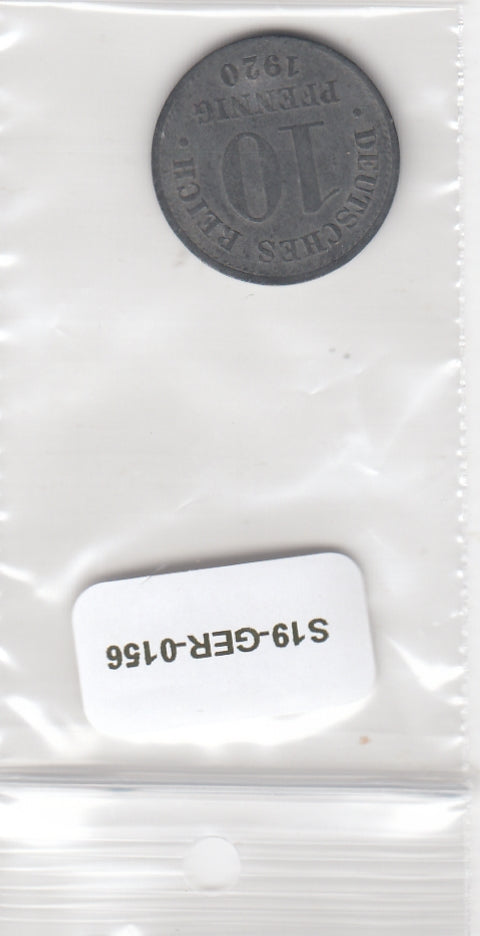 S19-GER-0156
· DEUTSCHES REICH ·
10
PFENNIG
1920